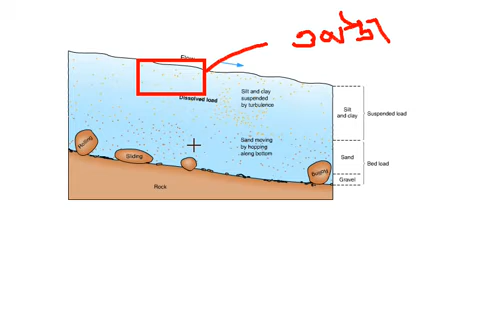 Flow
Dissolved load
Silt and clay
suspended
by turbulence
Sand moving
by hopping
along bottom
Silt
and clay
Suspended load
Sand
Bed load
Gravel
Rolling
Sliding
Rolling
Rock